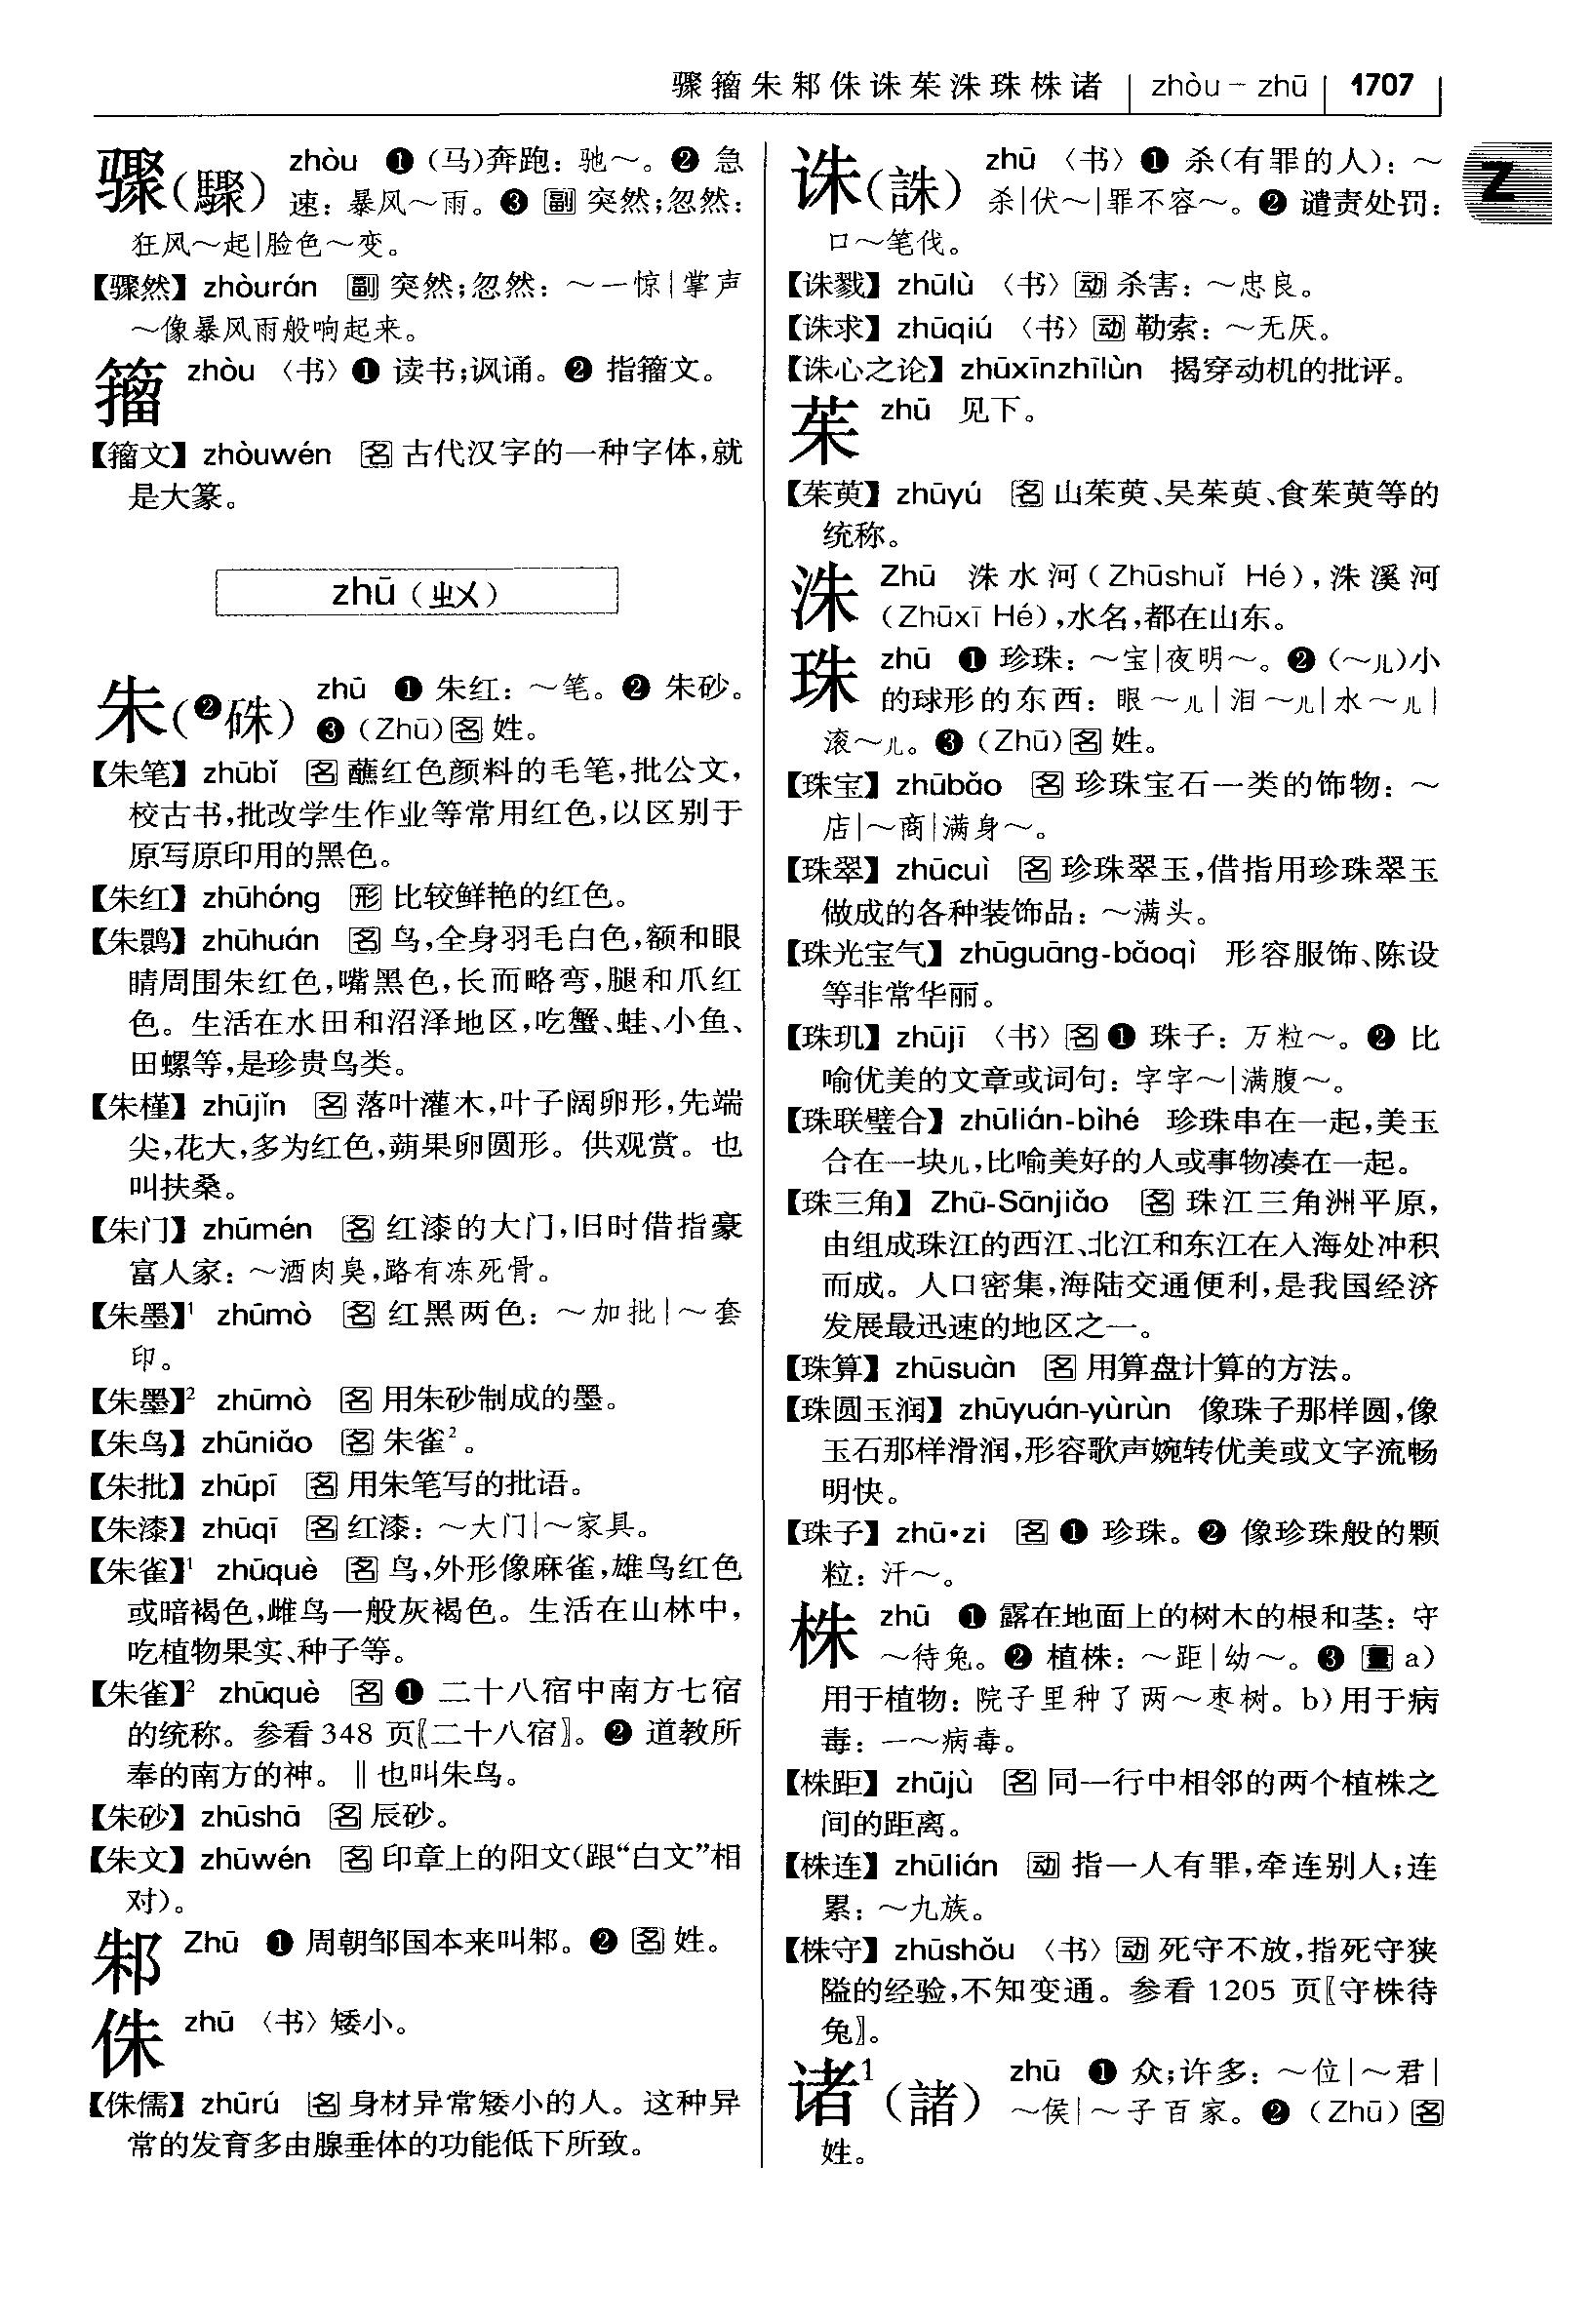 骤籀朱邾侏诛茱洙珠株诸 | zhòu－zhū | 1707
骤(驟) zhòu ❶ (马)奔跑：驰～。❷ 急
速：暴风～雨。❸ 副 突然；忽然：
狂风～起|脸色～变。
【骤然】zhòurán 副 突然；忽然：～一惊|掌声
～像暴风雨般响起来。
籀 zhòu 〈书〉❶ 读书；讽诵。❷ 指籀文。
【籀文】zhòuwén 名 古代汉字的一种字体，就
是大篆。
zhū（ㄓㄨ）
朱(❷硃) zhū ❶ 朱红：～笔。❷ 朱砂。
❸ (Zhū) 名 姓。
【朱笔】zhūbǐ 名 蘸红色颜料的毛笔，批公文，
校古书，批改学生作业等常用红色，以区别于
原写原印用的黑色。
【朱红】zhūhóng 形 比较鲜艳的红色。
【朱鹮】zhūhuán 名 鸟，全身羽毛白色，额和眼
睛周围朱红色，嘴黑色，长而略弯，腿和爪红
色。生活在水田和沼泽地区，吃蟹、蛙、小鱼、
田螺等，是珍贵鸟类。
【朱槿】zhūjǐn 名 落叶灌木，叶子阔卵形，先端
尖，花大，多为红色，蒴果卵圆形。供观赏。也
叫扶桑。
【朱门】zhūmén 名 红漆的大门，旧时借指豪
富人家：～酒肉臭，路有冻死骨。
【朱墨】¹ zhūmò 名 红黑两色：～加批|～套
印。
【朱墨】² zhūmò 名 用朱砂制成的墨。
【朱鸟】zhūniǎo 名 朱雀²。
【朱批】zhūpī 名 用朱笔写的批语。
【朱漆】zhūqī 名 红漆：～大门|～家具。
【朱雀】¹ zhūquè 名 鸟，外形像麻雀，雄鸟红色
或暗褐色，雌鸟一般灰褐色。生活在山林中，
吃植物果实、种子等。
【朱雀】² zhūquè 名 ❶ 二十八宿中南方七宿
的统称。参看 348 页〖二十八宿〗。❷ 道教所
奉的南方的神。‖也叫朱鸟。
【朱砂】zhūshā 名 辰砂。
【朱文】zhūwén 名 印章上的阳文(跟“白文”相
对)。
邾 Zhū ❶ 周朝邹国本来叫邾。❷ 名 姓。
侏 zhū 〈书〉矮小。
【侏儒】zhūrú 名 身材异常矮小的人。这种异
常的发育多由腺垂体的功能低下所致。
诛(誅) zhū 〈书〉❶ 杀(有罪的人)：～
杀|伏～|罪不容～。❷ 谴责处罚：
口～笔伐。
【诛戮】zhūlù 〈书〉动 杀害：～忠良。
【诛求】zhūqiú 〈书〉动 勒索：～无厌。
【诛心之论】zhūxīnzhīlùn 揭穿动机的批评。
茱 zhū 见下。
【茱萸】zhūyú 名 山茱萸、吴茱萸、食茱萸等的
统称。
洙 Zhū 洙水河(Zhūshuǐ Hé)，洙溪河
(Zhūxī Hé)，水名，都在山东。
珠 zhū ❶ 珍珠：～宝|夜明～。❷ (～儿)小
的球形的东西：眼～儿|泪～儿|水～儿|
滚～儿。❸ (Zhū) 名 姓。
【珠宝】zhūbǎo 名 珍珠宝石一类的饰物：～
店|～商|满身～。
【珠翠】zhūcuì 名 珍珠翠玉，借指用珍珠翠玉
做成的各种装饰品：～满头。
【珠光宝气】zhūguāng-bǎoqì 形容服饰、陈设
等非常华丽。
【珠玑】zhūjī 〈书〉名 ❶ 珠子：万粒～。❷ 比
喻优美的文章或词句：字字～|满腹～。
【珠联璧合】zhūlián-bìhé 珍珠串在一起，美玉
合在一块儿，比喻美好的人或事物凑在一起。
【珠三角】Zhū-Sānjiǎo 名 珠江三角洲平原，
由组成珠江的西江、北江和东江在入海处冲积
而成。人口密集，海陆交通便利，是我国经济
发展最迅速的地区之一。
【珠算】zhūsuàn 名 用算盘计算的方法。
【珠圆玉润】zhūyuán-yùrùn 像珠子那样圆，像
玉石那样滑润，形容歌声婉转优美或文字流畅
明快。
【珠子】zhū·zi 名 ❶ 珍珠。❷ 像珍珠般的颗
粒：汗～。
株 zhū ❶ 露在地面上的树木的根和茎：守
～待兔。❷ 植株：～距|幼～。❸ 量 a)
用于植物：院子里种了两～枣树。b)用于病
毒：一～病毒。
【株距】zhūjù 名 同一行中相邻的两个植株之
间的距离。
【株连】zhūlián 动 指一人有罪，牵连别人；连
累：～九族。
【株守】zhūshǒu 〈书〉动 死守不放，指死守狭
隘的经验，不知变通。参看 1205 页〖守株待
兔〗。
诸¹(諸) zhū ❶ 众；许多：～位|～君|
～侯|～子百家。❷ (Zhū) 名
姓。
Z